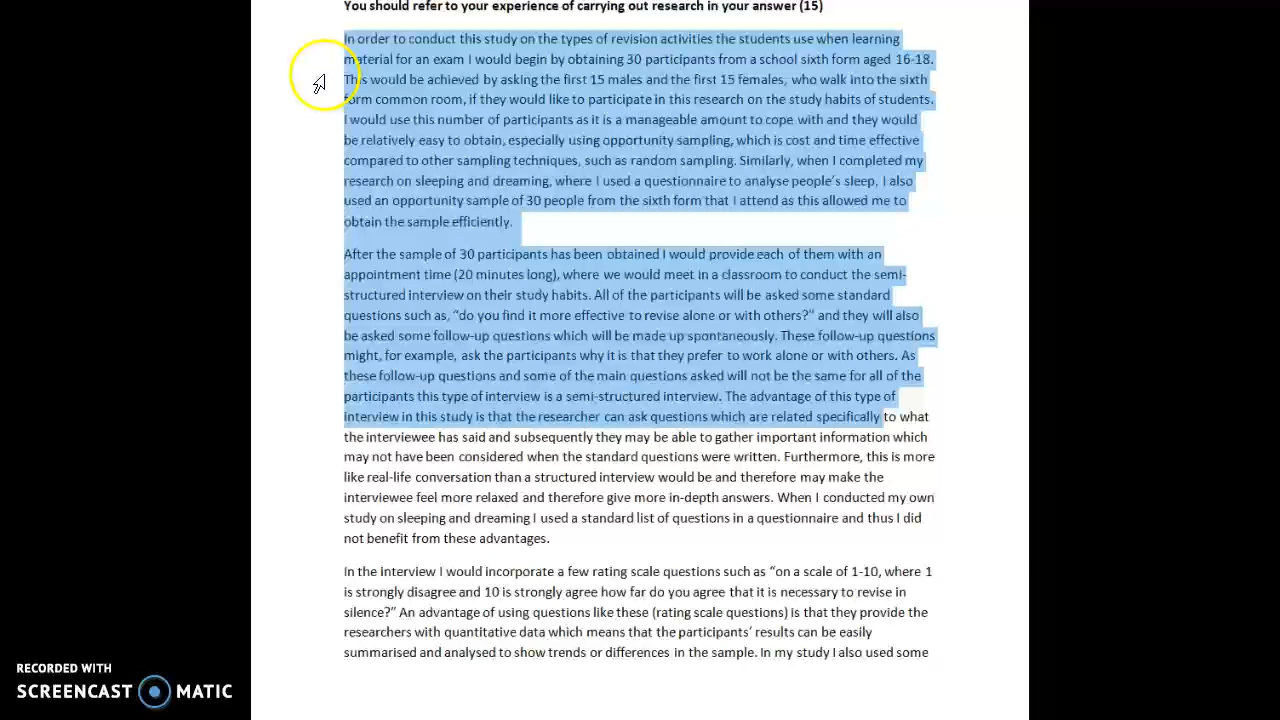 You should refer to your experience of carrying out research in your answer (15)
In order to conduct this study on the types of revision activities the students use when learning
material for an exam I would begin by obtaining 30 participants from a school sixth form aged 16-18.
This would be achieved by asking the first 15 males and the first 15 females, who walk into the sixth
form common room, if they would like to participate in this research on the study habits of students.
I would use this number of participants as it is a manageable amount to cope with and they would
be relatively easy to obtain, especially using opportunity sampling, which is cost and time effective
compared to other sampling techniques, such as random sampling. Similarly, when I completed my
research on sleeping and dreaming, where I used a questionnaire to analyse people's sleep, I also
used an opportunity sample of 30 people from the sixth form that I attend as this allowed me to
obtain the sample efficiently.
After the sample of 30 participants has been obtained I would provide each of them with an
appointment time (20 minutes long), where we would meet in a classroom to conduct the semi-
structured interview on their study habits. All of the participants will be asked some standard
questions such as, “do you find it more effective to revise alone or with others?” and they will also
be asked some follow-up questions which will be made up spontaneously. These follow-up questions
might, for example, ask the participants why it is that they prefer to work alone or with others. As
these follow-up questions and some of the main questions asked will not be the same for all of the
participants this type of interview is a semi-structured interview. The advantage of this type of
interview in this study is that the researcher can ask questions which are related specifically to what
the interviewee has said and subsequently they may be able to gather important information which
may not have been considered when the standard questions were written. Furthermore, this is more
like real-life conversation than a structured interview would be and therefore may make the
interviewee feel more relaxed and therefore give more in-depth answers. When I conducted my own
study on sleeping and dreaming I used a standard list of questions in a questionnaire and thus I did
not benefit from these advantages.
In the interview I would incorporate a few rating scale questions such as “on a scale of 1-10, where 1
is strongly disagree and 10 is strongly agree how far do you agree that it is necessary to revise in
silence?” An advantage of using questions like these (rating scale questions) is that they provide the
researchers with quantitative data which means that the participants’ results can be easily
summarised and analysed to show trends or differences in the sample. In my study I also used some
RECORDED WITH
SCREENCAST MATIC